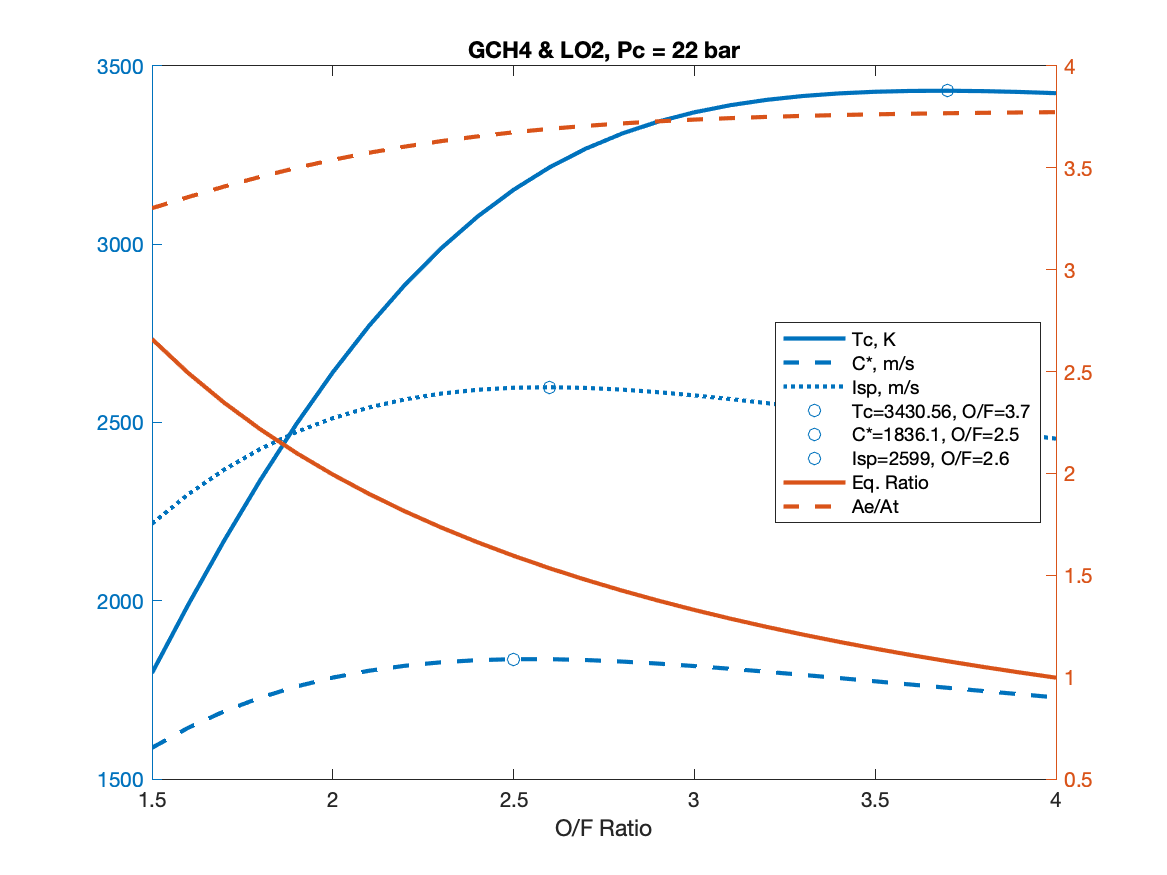 GCH4 & LO2, Pc = 22 bar
3500
3000
2500
2000
1500
4
3.5
3
2.5
2
1.5
1
0.5
Tc, K
C*, m/s
Isp, m/s
Tc=3430.56, O/F=3.7
C*=1836.1, O/F=2.5
Isp=2599, O/F=2.6
Eq. Ratio
Ae/At
1.5
2
2.5
3
3.5
4
O/F Ratio